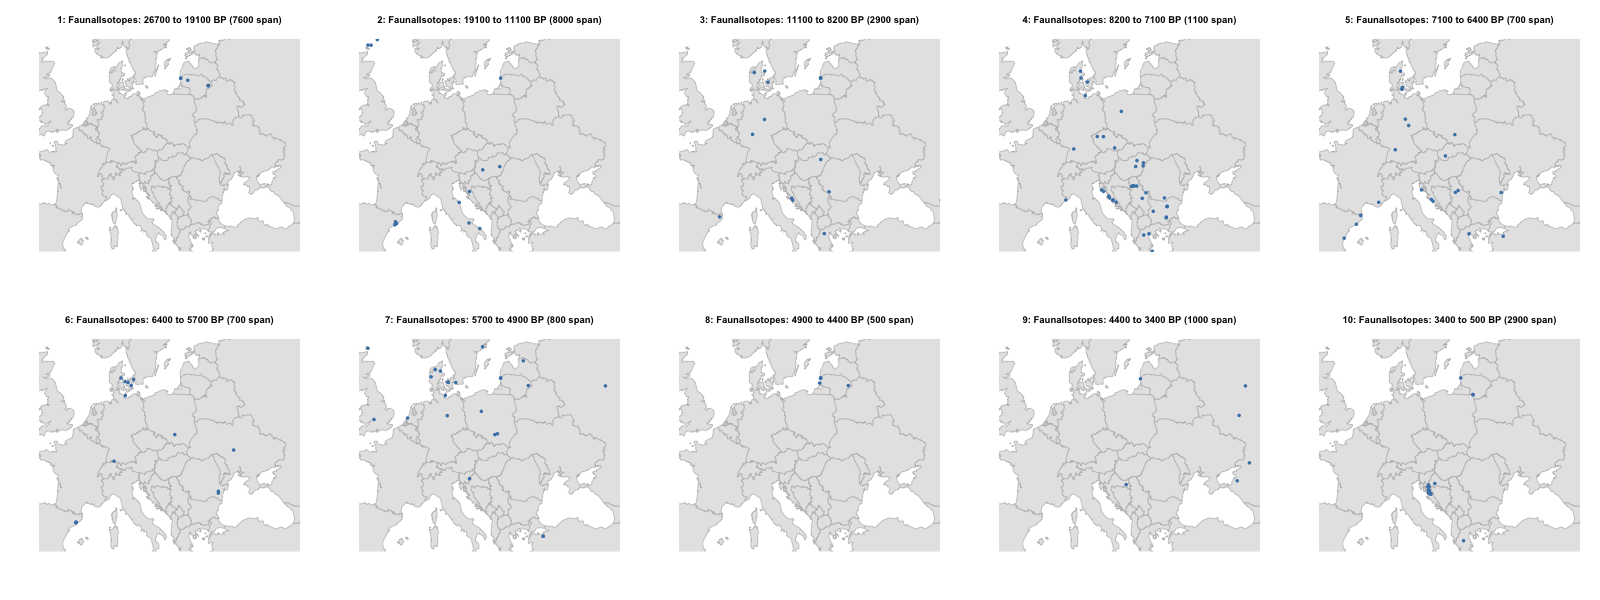 1: FaunalIsotopes: 26700 to 19100 BP (7600 span)
2: FaunalIsotopes: 19100 to 11100 BP (8000 span)
3: FaunalIsotopes: 11100 to 8200 BP (2900 span)
4: FaunalIsotopes: 8200 to 7100 BP (1100 span)
5: FaunalIsotopes: 7100 to 6400 BP (700 span)
6: FaunalIsotopes: 6400 to 5700 BP (700 span)
7: FaunalIsotopes: 5700 to 4900 BP (800 span)
8: FaunalIsotopes: 4900 to 4400 BP (500 span)
9: FaunalIsotopes: 4400 to 3400 BP (1000 span)
10: FaunalIsotopes: 3400 to 500 BP (2900 span)